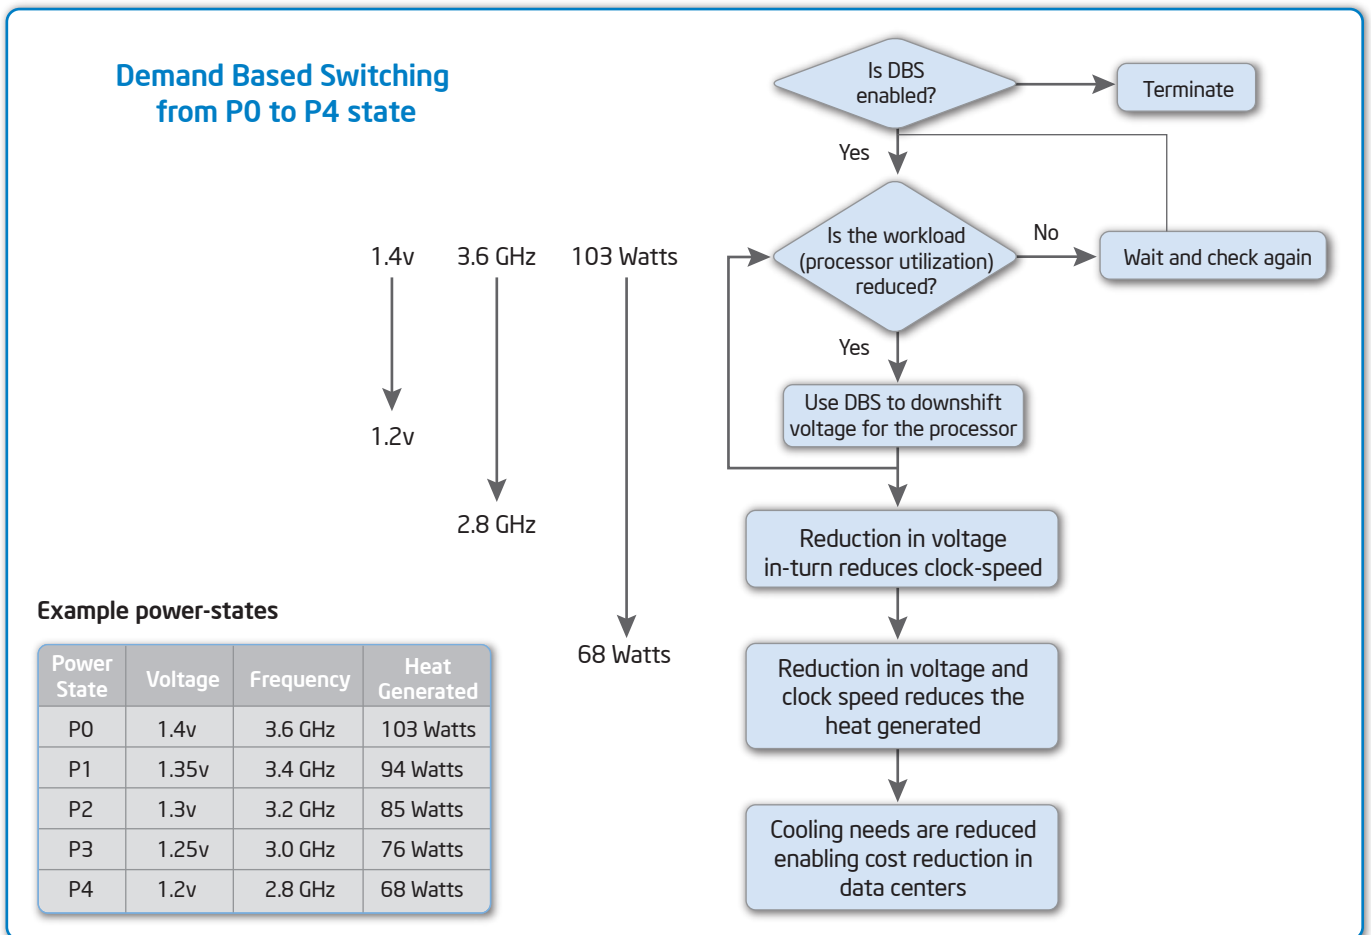 Demand Based Switching
from P0 to P4 state
Is DBS
enabled?
Terminate
Yes
Is the workload
(processor utilization)
reduced?
No
Wait and check again
Yes
Use DBS to downshift
voltage for the processor
Reduction in voltage
in-turn reduces clock-speed
Reduction in voltage and
clock speed reduces the
heat generated
Cooling needs are reduced
enabling cost reduction in
data centers
1.4v 3.6 GHz 103 Watts
1.2v
2.8 GHz
68 Watts
Example power-states
Power State Voltage Frequency Heat Generated
P0 1.4v 3.6 GHz 103 Watts
P1 1.35v 3.4 GHz 94 Watts
P2 1.3v 3.2 GHz 85 Watts
P3 1.25v 3.0 GHz 76 Watts
P4 1.2v 2.8 GHz 68 Watts